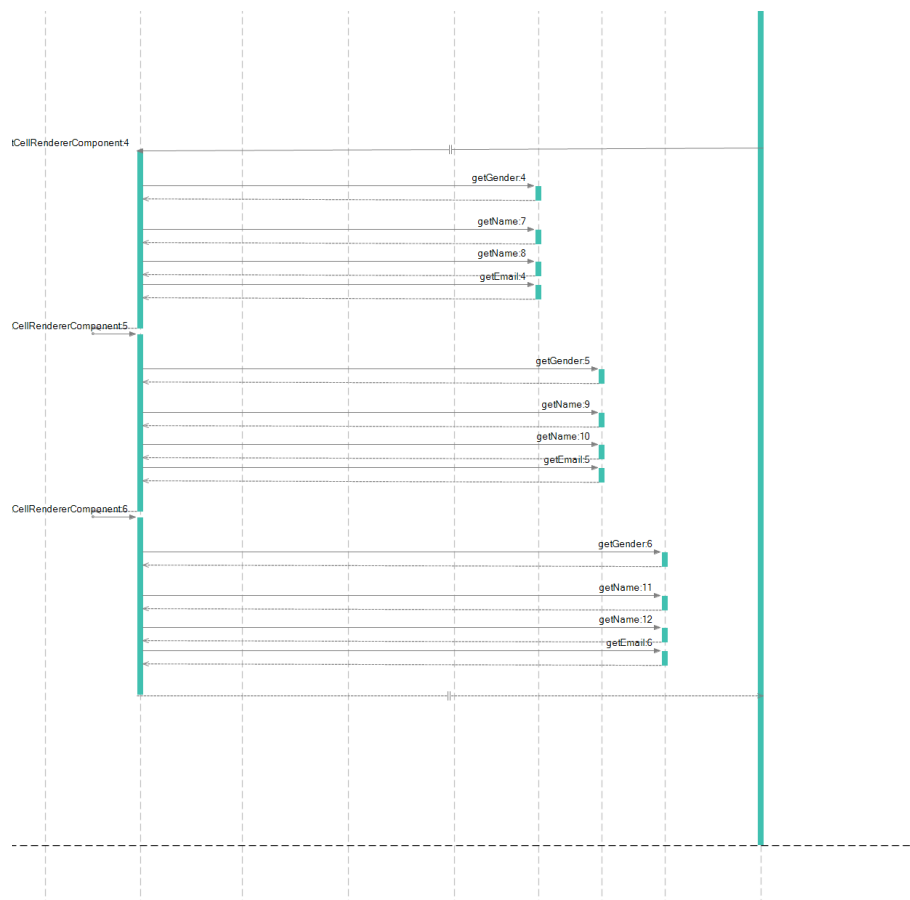 tCellRendererComponent:4
getGender:4
getName:7
getName:8
getEmail:4
CellRendererComponent:5
getGender:5
getName:9
getName:10
getEmail:5
CellRendererComponent:6
getGender:6
getName:11
getName:12
getEmail:6